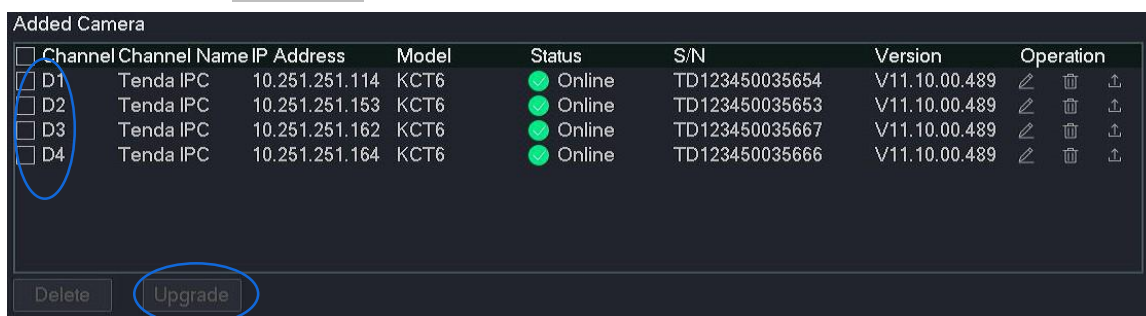 Added Camera
Channel Channel Name IP Address Model Status S/N Version Operation
D1 Tenda IPC 10.251.251.114 KCT6 Online TD123450035654 V11.10.00.489
D2 Tenda IPC 10.251.251.153 KCT6 Online TD123450035653 V11.10.00.489
D3 Tenda IPC 10.251.251.162 KCT6 Online TD123450035667 V11.10.00.489
D4 Tenda IPC 10.251.251.164 KCT6 Online TD123450035666 V11.10.00.489
Delete Upgrade